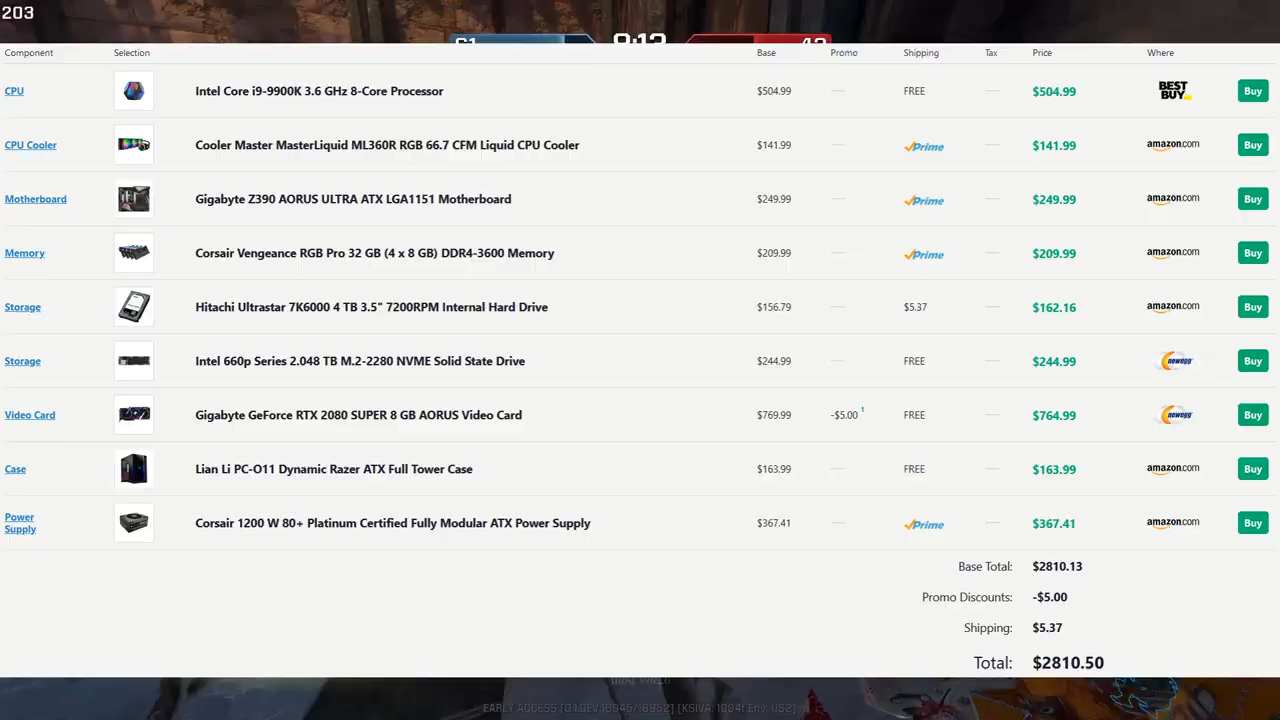 203
Component Selection Base Promo Shipping Tax Price Where
CPU Intel Core i9-9900K 3.6 GHz 8-Core Processor $504.99 — FREE — $504.99 BEST BUY Buy
CPU Cooler Cooler Master MasterLiquid ML360R RGB 66.7 CFM Liquid CPU Cooler $141.99 — Prime — $141.99 amazon.com Buy
Motherboard Gigabyte Z390 AORUS ULTRA ATX LGA1151 Motherboard $249.99 — Prime — $249.99 amazon.com Buy
Memory Corsair Vengeance RGB Pro 32 GB (4 x 8 GB) DDR4-3600 Memory $209.99 — Prime — $209.99 amazon.com Buy
Storage Hitachi Ultrastar 7K6000 4 TB 3.5" 7200RPM Internal Hard Drive $156.79 — $5.37 — $162.16 amazon.com Buy
Storage Intel 660p Series 2.048 TB M.2-2280 NVME Solid State Drive $244.99 — FREE — $244.99 newegg Buy
Video Card Gigabyte GeForce RTX 2080 SUPER 8 GB AORUS Video Card $769.99 -$5.00 1 FREE — $764.99 newegg Buy
Case Lian Li PC-O11 Dynamic Razer ATX Full Tower Case $163.99 — FREE — $163.99 amazon.com Buy
Power Supply Corsair 1200 W 80+ Platinum Certified Fully Modular ATX Power Supply $367.41 — Prime — $367.41 amazon.com Buy
Base Total: $2810.13
Promo Discounts: -$5.00
Shipping: $5.37
Total: $2810.50